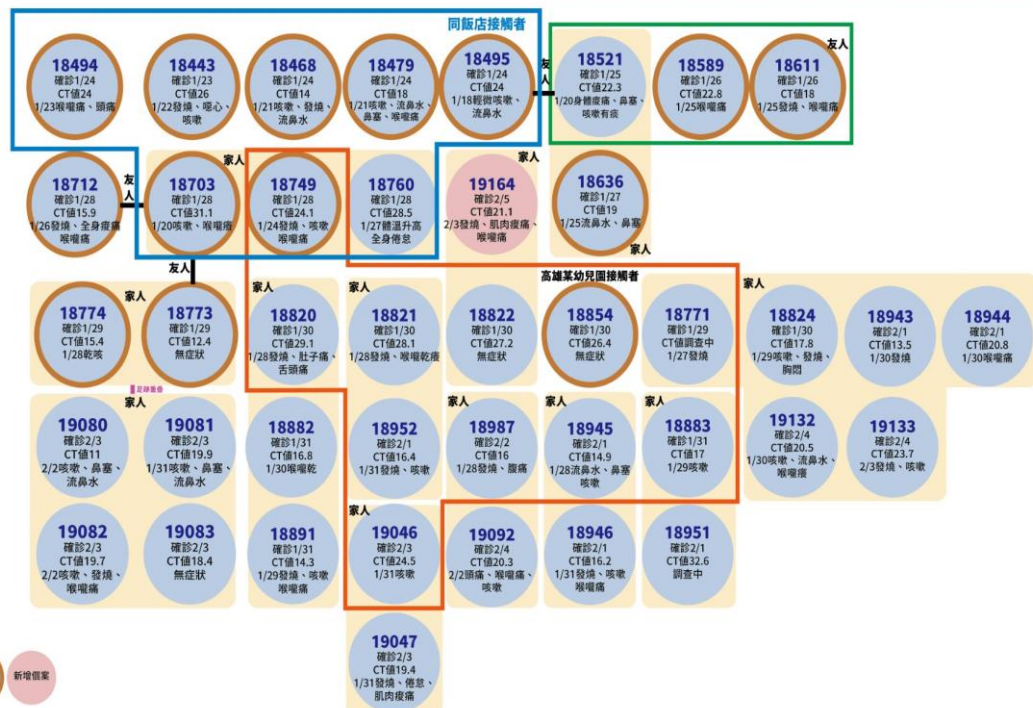 同飯店接觸者
18494
確診1/24
CT值24
1/23喉嚨痛、頭痛
18443
確診1/23
CT值26
1/22發燒、噁心、
咳嗽
18468
確診1/24
CT值14
1/21咳嗽、發燒、
流鼻水
18479
確診1/24
CT值18
1/21咳嗽、流鼻水、
鼻塞、喉嚨痛
18495
確診1/24
CT值24
1/18輕微咳嗽、
流鼻水
友人
18521
確診1/25
CT值22.3
1/20身體痠痛、鼻塞、
咳嗽有痰
18589
確診1/26
CT值22.8
1/25喉嚨痛
友人
18611
確診1/26
CT值18
1/25發燒、喉嚨痛
18712
確診1/28
CT值15.9
1/26發燒、全身痠痛
喉嚨痛
友人
18703
確診1/28
CT值31.1
1/20咳嗽、喉嚨癢
家人
18749
確診1/28
CT值24.1
1/24發燒、咳嗽
喉嚨痛
18760
確診1/28
CT值28.5
1/27體溫升高
全身倦怠
家人
19164
確診2/5
CT值21.1
2/3發燒、肌肉痠痛、
喉嚨痛
18636
確診1/27
CT值19
1/25流鼻水、鼻塞
家人
友人
高雄某幼兒園接觸者
家人
18774
確診1/29
CT值15.4
1/28乾咳
18773
確診1/29
CT值12.4
無症狀
家人
18820
確診1/30
CT值29.1
1/28發燒、肚子痛、
舌頭痛
家人
18821
確診1/30
CT值28.1
1/28發燒、喉嚨乾癢
18822
確診1/30
CT值27.2
無症狀
18854
確診1/30
CT值26.4
無症狀
18771
確診1/29
CT值調查中
1/27發燒
家人
18824
確診1/30
CT值17.8
1/29咳嗽、發燒、
胸悶
18943
確診2/1
CT值13.5
1/30發燒
18944
確診2/1
CT值20.8
1/30喉嚨痛
足跡重疊
家人
19080
確診2/3
CT值11
2/2咳嗽、鼻塞、
流鼻水
19081
確診2/3
CT值19.9
1/31咳嗽、鼻塞、
流鼻水
18882
確診1/31
CT值16.8
1/30喉嚨乾
18952
確診2/1
CT值16.4
1/31發燒、咳嗽
家人
18987
確診2/2
CT值16
1/28發燒、腹痛
家人
18945
確診2/1
CT值14.9
1/28流鼻水、鼻塞
咳嗽
家人
18883
確診1/31
CT值17
1/29咳嗽
19132
確診2/4
CT值20.5
1/30咳嗽、流鼻水、
喉嚨癢
19133
確診2/4
CT值23.7
2/3發燒、咳嗽
19082
確診2/3
CT值19.7
2/2咳嗽、發燒、
喉嚨痛
19083
確診2/3
CT值18.4
無症狀
18891
確診1/31
CT值14.3
1/29發燒、咳嗽
喉嚨痛
家人
19046
確診2/3
CT值24.5
1/31咳嗽
19092
確診2/4
CT值20.3
2/2頭痛、喉嚨痛、
咳嗽
18946
確診2/1
CT值16.2
1/31發燒、咳嗽
喉嚨痛
18951
確診2/1
CT值32.6
調查中
19047
確診2/3
CT值19.4
1/31發燒、倦怠、
肌肉痠痛
新增個案